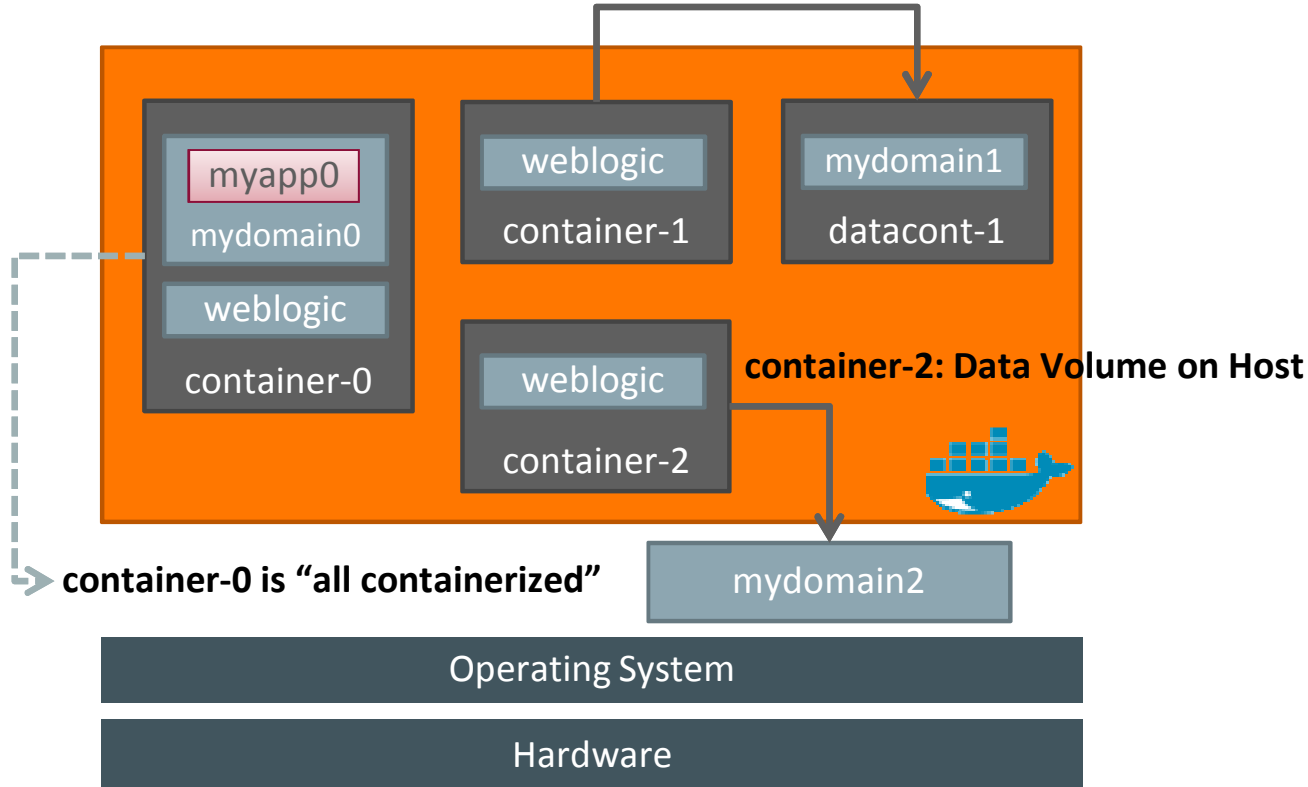 myapp0
mydomain0
weblogic
container-0
weblogic
container-1
mydomain1
datacont-1
weblogic
container-2
container-2: Data Volume on Host
container-0 is “all containerized”
mydomain2
Operating System
Hardware